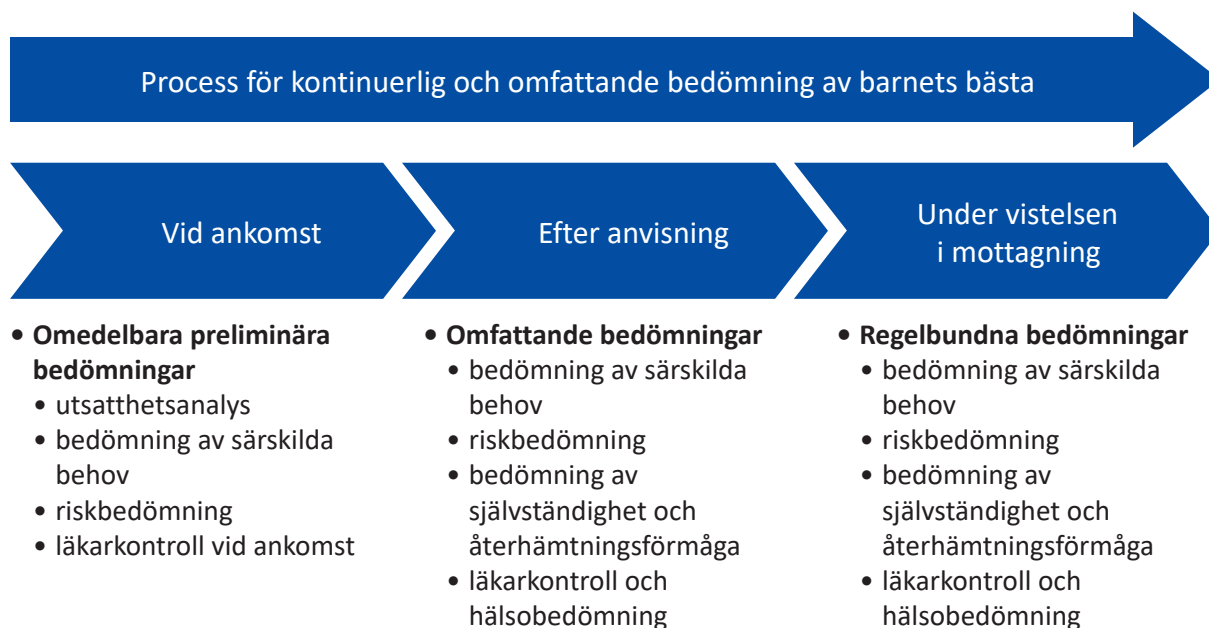 Process för kontinuerlig och omfattande bedömning av barnets bästa
Vid ankomst
Efter anvisning
Under vistelsen
i mottagning
• Omedelbara preliminära
bedömningar
• utsatthetsanalys
• bedömning av särskilda
behov
• riskbedömning
• läkarkontroll vid ankomst
• Omfattande bedömningar
• bedömning av särskilda
behov
• riskbedömning
• bedömning av
självständighet och
återhämtningsförmåga
• läkarkontroll och
hälsobedömning
• Regelbundna bedömningar
• bedömning av särskilda
behov
• riskbedömning
• bedömning av
självständighet och
återhämtningsförmåga
• läkarkontroll och
hälsobedömning